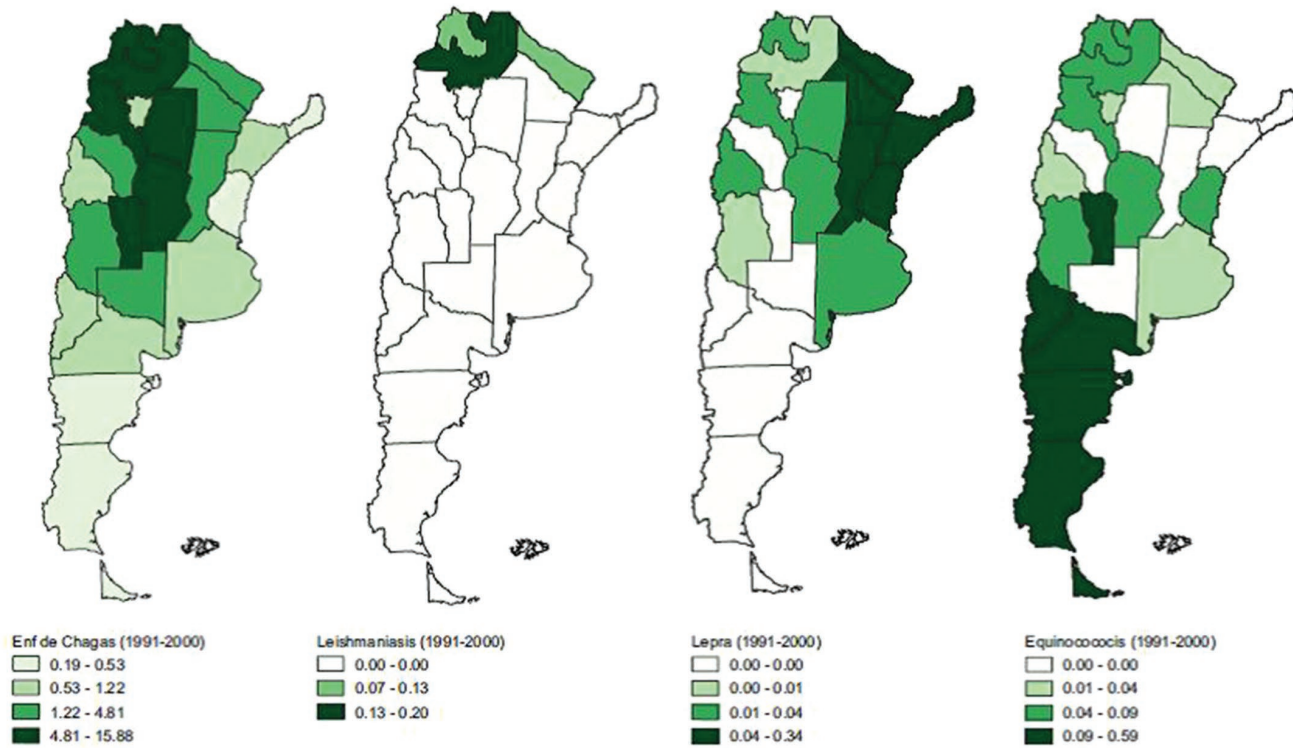 Enf de Chagas (1991-2000)
0.19 - 0.53
0.53 - 1.22
1.22 - 4.81
4.81 - 15.88
Leishmaniasis (1991-2000)
0.00 - 0.00
0.07 - 0.13
0.13 - 0.20
Lepra (1991-2000)
0.00 - 0.00
0.00 - 0.01
0.01 - 0.04
0.04 - 0.34
Equinocococis (1991-2000)
0.00 - 0.00
0.01 - 0.04
0.04 - 0.09
0.09 - 0.59